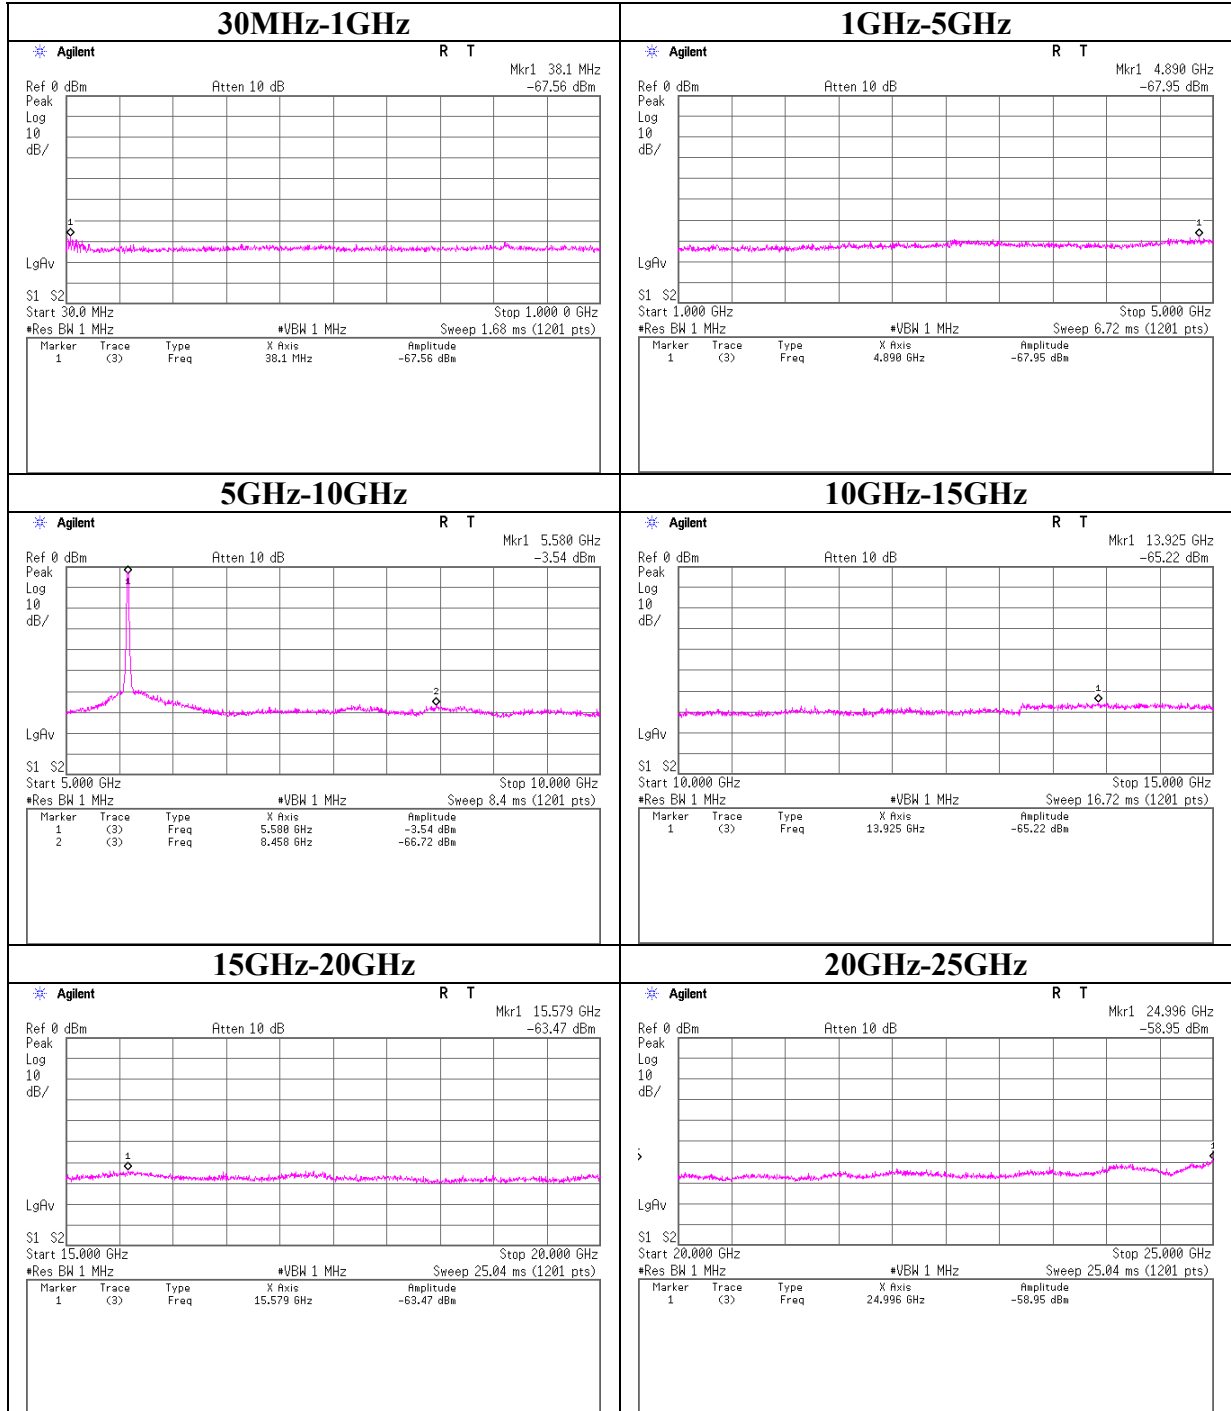 30MHz-1GHz
Agilent R T
Mkr1 38.1 MHz
Ref 0 dBm Atten 10 dB -67.56 dBm
Peak
Log
10
dB/
1
LgAv
S1 S2
Start 30.0 MHz Stop 1.000 0 GHz
#Res BW 1 MHz #VBW 1 MHz Sweep 1.68 ms (1201 pts)
Marker Trace Type X Axis Amplitude
1 (3) Freq 38.1 MHz -67.56 dBm
1GHz-5GHz
Agilent R T
Mkr1 4.890 GHz
Ref 0 dBm Atten 10 dB -67.95 dBm
Peak
Log
10
dB/
1
LgAv
S1 S2
Start 1.000 GHz Stop 5.000 GHz
#Res BW 1 MHz #VBW 1 MHz Sweep 6.72 ms (1201 pts)
Marker Trace Type X Axis Amplitude
1 (3) Freq 4.890 GHz -67.95 dBm
5GHz-10GHz
Agilent R T
Mkr1 5.580 GHz
Ref 0 dBm Atten 10 dB -3.54 dBm
Peak
Log
10
dB/
1
2
LgAv
S1 S2
Start 5.000 GHz Stop 10.000 GHz
#Res BW 1 MHz #VBW 1 MHz Sweep 8.4 ms (1201 pts)
Marker Trace Type X Axis Amplitude
1 (3) Freq 5.580 GHz -3.54 dBm
2 (3) Freq 8.458 GHz -66.72 dBm
10GHz-15GHz
Agilent R T
Mkr1 13.925 GHz
Ref 0 dBm Atten 10 dB -65.22 dBm
Peak
Log
10
dB/
1
LgAv
S1 S2
Start 10.000 GHz Stop 15.000 GHz
#Res BW 1 MHz #VBW 1 MHz Sweep 16.72 ms (1201 pts)
Marker Trace Type X Axis Amplitude
1 (3) Freq 13.925 GHz -65.22 dBm
15GHz-20GHz
Agilent R T
Mkr1 15.579 GHz
Ref 0 dBm Atten 10 dB -63.47 dBm
Peak
Log
10
dB/
1
LgAv
S1 S2
Start 15.000 GHz Stop 20.000 GHz
#Res BW 1 MHz #VBW 1 MHz Sweep 25.04 ms (1201 pts)
Marker Trace Type X Axis Amplitude
1 (3) Freq 15.579 GHz -63.47 dBm
20GHz-25GHz
Agilent R T
Mkr1 24.996 GHz
Ref 0 dBm Atten 10 dB -58.95 dBm
Peak
Log
10
dB/
1
LgAv
S1 S2
Start 20.000 GHz Stop 25.000 GHz
#Res BW 1 MHz #VBW 1 MHz Sweep 25.04 ms (1201 pts)
Marker Trace Type X Axis Amplitude
1 (3) Freq 24.996 GHz -58.95 dBm